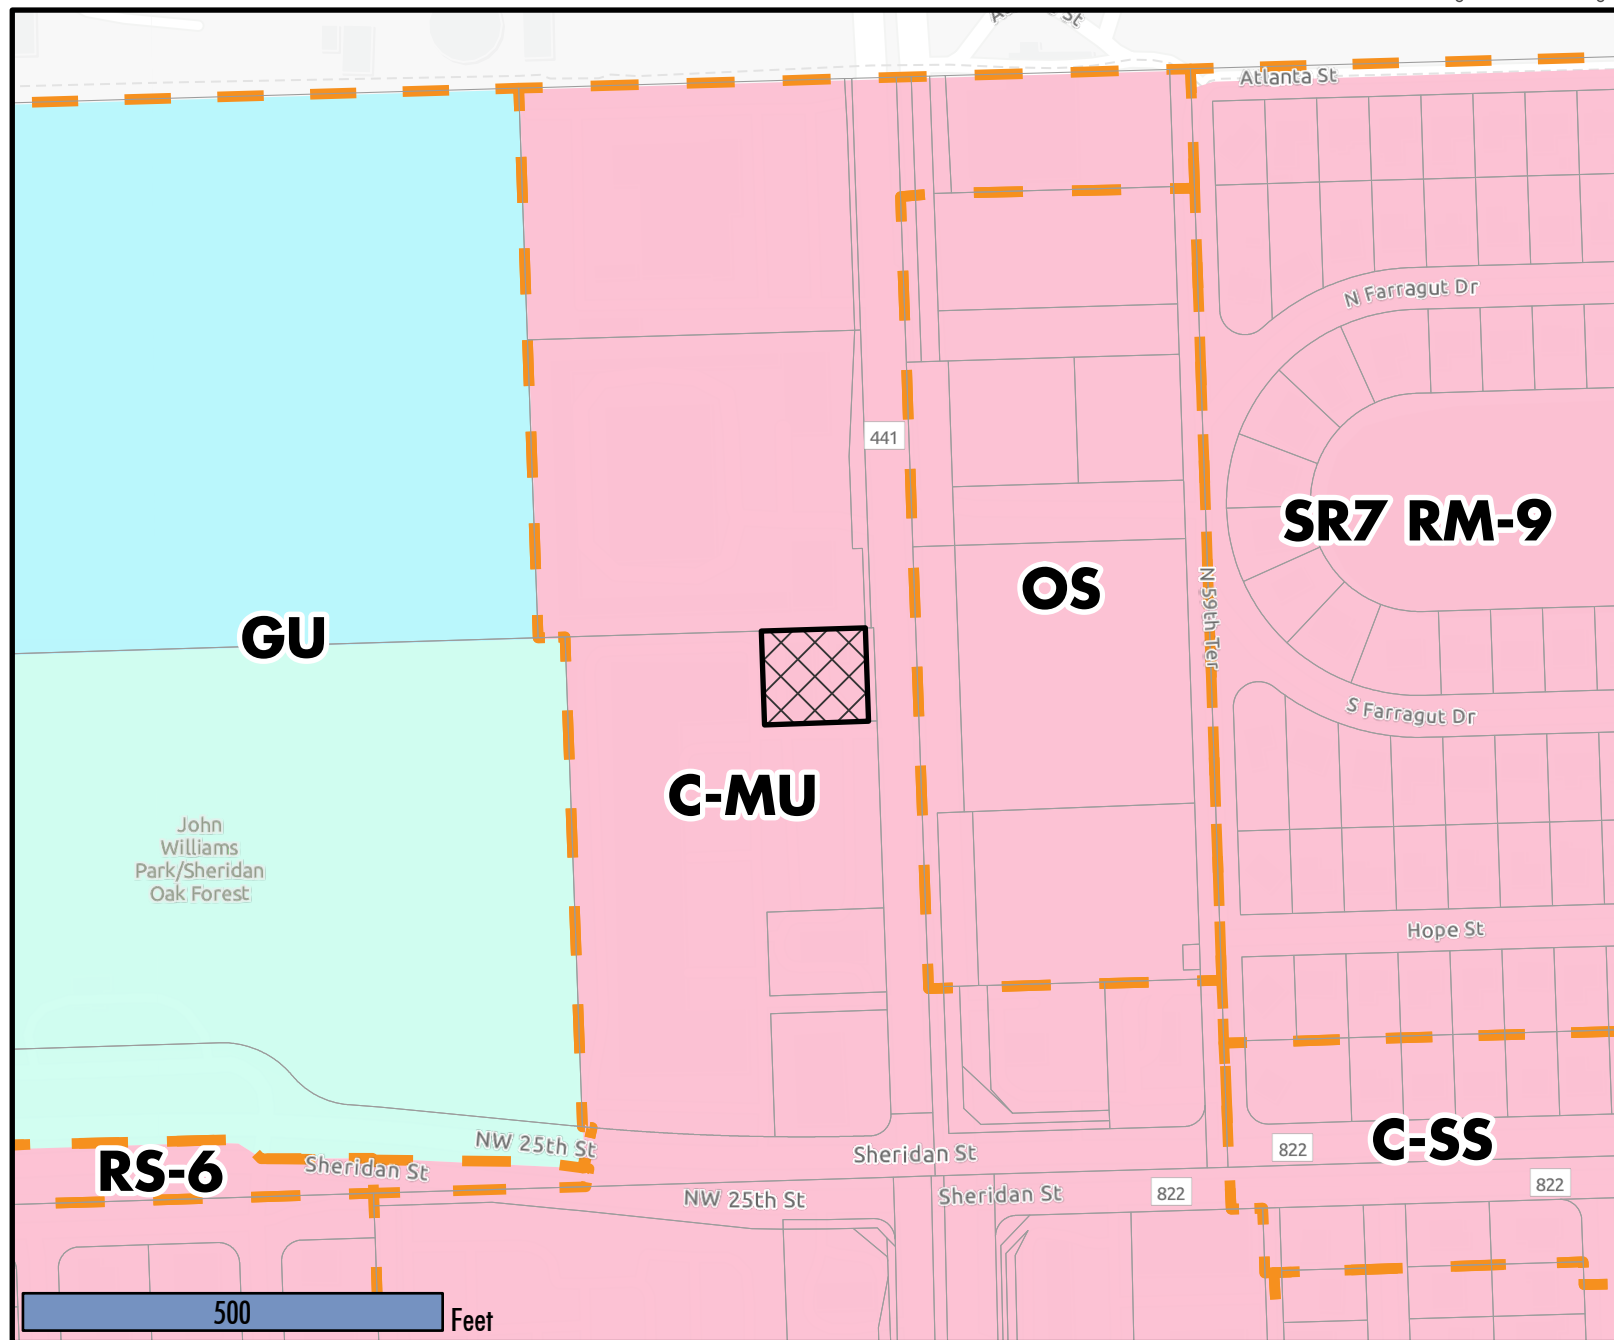 Atlanta St
N Farragut Dr
441
SR7 RM-9
OS
N 59th Ter
GU
S Farragut Dr
C-MU
John
Williams
Park/Sheridan
Oak Forest
Hope St
NW 25th St
Sheridan St
822
C-SS
RS-6
Sheridan St
NW 25th St
Sheridan St
822
822
500
Feet